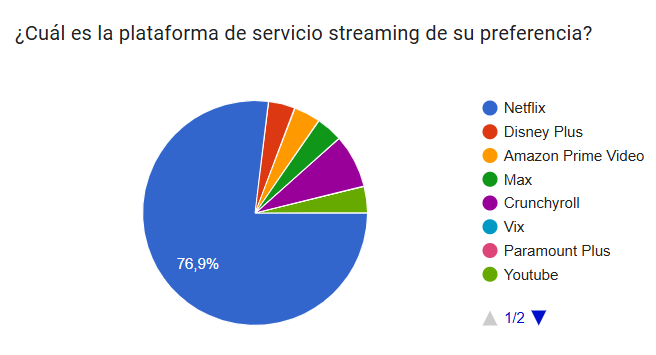 ¿Cuál es la plataforma de servicio streaming de su preferencia?
Netflix
Disney Plus
Amazon Prime Video
Max
Crunchyroll
Vix
Paramount Plus
Youtube
76,9%
1/2